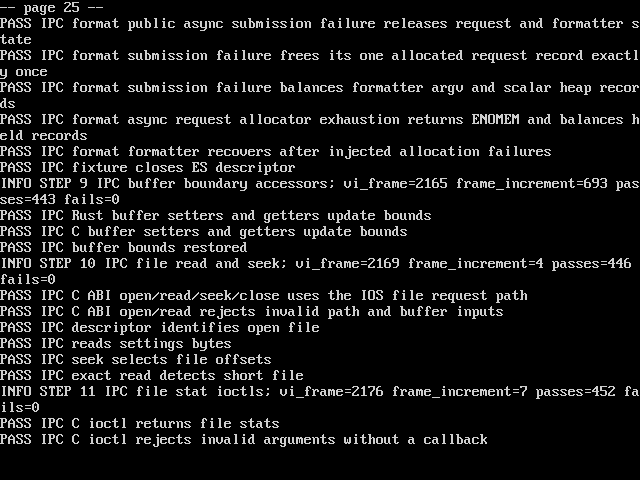 -- page 25 --
PASS IPC format public async submission failure releases request and formatter s
tate
PASS IPC format submission failure frees its one allocated request record exactl
y once
PASS IPC format submission failure balances formatter argv and scalar heap recor
ds
PASS IPC format async request allocator exhaustion returns ENOMEM and balances h
eld records
PASS IPC format formatter recovers after injected allocation failures
PASS IPC fixture closes ES descriptor
INFO STEP 9 IPC buffer boundary accessors; vi_frame=2165 frame_increment=693 pas
ses=443 fails=0
PASS IPC Rust buffer setters and getters update bounds
PASS IPC C buffer setters and getters update bounds
PASS IPC buffer bounds restored
INFO STEP 10 IPC file read and seek; vi_frame=2169 frame_increment=4 passes=446
fails=0
PASS IPC C ABI open/read/seek/close uses the IOS file request path
PASS IPC C ABI open/read rejects invalid path and buffer inputs
PASS IPC descriptor identifies open file
PASS IPC reads settings bytes
PASS IPC seek selects file offsets
PASS IPC exact read detects short file
INFO STEP 11 IPC file stat ioctls; vi_frame=2176 frame_increment=7 passes=452 fa
ils=0
PASS IPC C ioctl returns file stats
PASS IPC C ioctl rejects invalid arguments without a callback